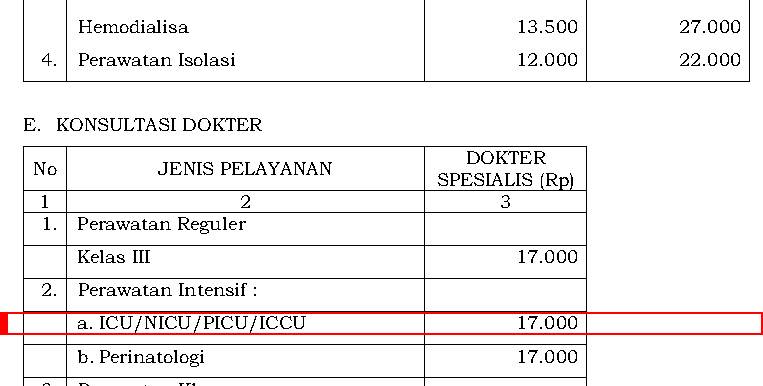 Hemodialisa 13.500 27.000
4. Perawatan Isolasi 12.000 22.000
E. KONSULTASI DOKTER
No JENIS PELAYANAN DOKTER SPESIALIS (Rp)
1 2 3
1. Perawatan Reguler
Kelas III 17.000
2. Perawatan Intensif :
a. ICU/NICU/PICU/ICCU 17.000
b. Perinatologi 17.000